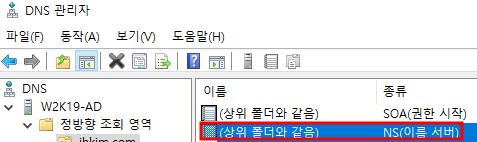 DNS 관리자
파일(F) 동작(A) 보기(V) 도움말(H)
DNS
W2K19-AD
정방향 조회 영역
ihkim.com
이름 종류
(상위 폴더와 같음) SOA(권한 시작)
(상위 폴더와 같음) NS(이름 서버)